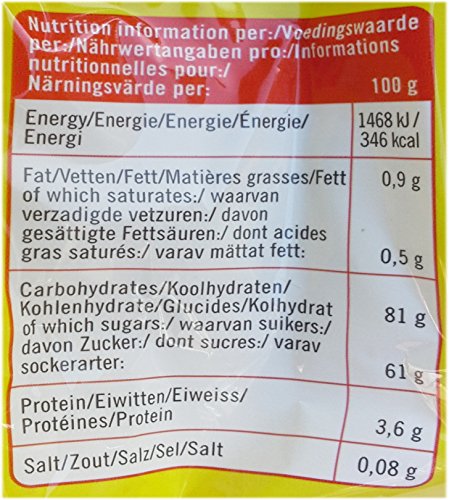 Nutrition information per:/Voedingswaarde
per:/Nährwertangaben pro:/Informations
nutritionnelles pour:/
Näringsvärde per: 100 g
Energy/Energie/Energie/Énergie/ 1468 kJ /
Energi 346 kcal
Fat/Vetten/Fett/Matières grasses/Fett 0,9 g
of which saturates:/ waarvan
verzadigde vetzuren:/ davon
gesättigte Fettsäuren:/ dont acides
gras saturés:/ varav mättat fett: 0,5 g
Carbohydrates/Koolhydraten/
Kohlenhydrate/Glucides/Kolhydrat 81 g
of which sugars:/ waarvan suikers:/
davon Zucker:/ dont sucres:/ varav
sockerarter: 61 g
Protein/Eiwitten/Eiweiss/
Protéines/Protein 3,6 g
Salt/Zout/Salz/Sel/Salt 0,08 g